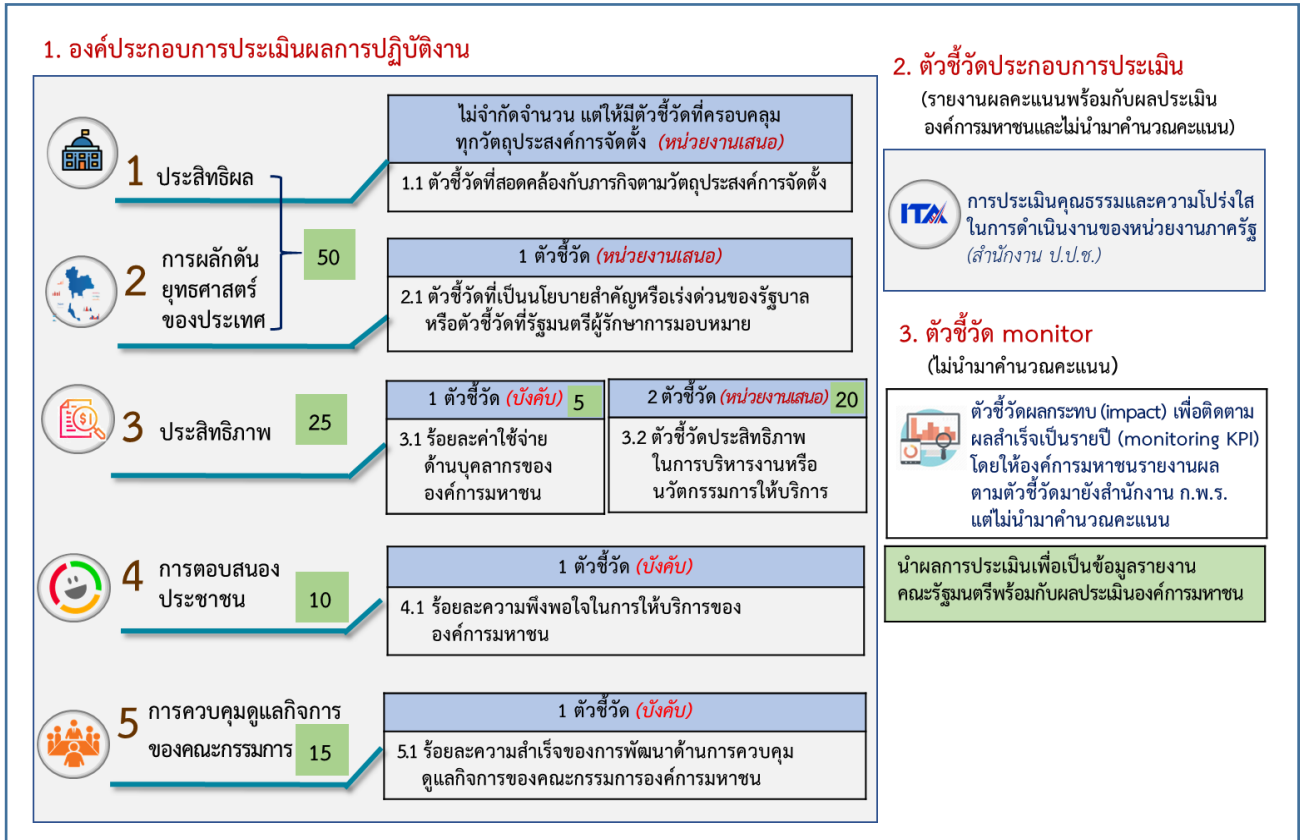 1. องค์ประกอบการประเมินผลการปฏิบัติงาน
1 ประสิทธิผล
ไม่จำกัดจำนวน แต่ให้มีตัวชี้วัดที่ครอบคลุม
ทุกวัตถุประสงค์การจัดตั้ง (หน่วยงานเสนอ)
1.1 ตัวชี้วัดที่สอดคล้องกับภารกิจตามวัตถุประสงค์การจัดตั้ง
50
2 การผลักดัน
ยุทธศาสตร์
ของประเทศ
1 ตัวชี้วัด (หน่วยงานเสนอ)
2.1 ตัวชี้วัดที่เป็นนโยบายสำคัญหรือเร่งด่วนของรัฐบาล
หรือตัวชี้วัดที่รัฐมนตรีผู้รักษาการมอบหมาย
3 ประสิทธิภาพ
25
1 ตัวชี้วัด (บังคับ) 5
3.1 ร้อยละค่าใช้จ่าย
ด้านบุคลากรของ
องค์การมหาชน
2 ตัวชี้วัด (หน่วยงานเสนอ) 20
3.2 ตัวชี้วัดประสิทธิภาพ
ในการบริหารงานหรือ
นวัตกรรมการให้บริการ
4 การตอบสนอง
ประชาชน
10
1 ตัวชี้วัด (บังคับ)
4.1 ร้อยละความพึงพอใจในการให้บริการของ
องค์การมหาชน
5 การควบคุมดูแลกิจการ
ของคณะกรรมการ
15
1 ตัวชี้วัด (บังคับ)
5.1 ร้อยละความสำเร็จของการพัฒนาด้านการควบคุม
ดูแลกิจการของคณะกรรมการองค์การมหาชน
2. ตัวชี้วัดประกอบการประเมิน
(รายงานผลคะแนนพร้อมกับผลประเมิน
องค์การมหาชนและไม่นำมาคำนวณคะแนน)
ITA
การประเมินคุณธรรมและความโปร่งใส
ในการดำเนินงานของหน่วยงานภาครัฐ
(สำนักงาน ป.ป.ช.)
3. ตัวชี้วัด monitor
(ไม่นำมาคำนวณคะแนน)
ตัวชี้วัดผลกระทบ (impact) เพื่อติดตาม
ผลสำเร็จเป็นรายปี (monitoring KPI)
โดยให้องค์การมหาชนรายงานผล
ตามตัวชี้วัดมายังสำนักงาน ก.พ.ร.
แต่ไม่นำมาคำนวณคะแนน
นำผลการประเมินเพื่อเป็นข้อมูลรายงาน
คณะรัฐมนตรีพร้อมกับผลประเมินองค์การมหาชน